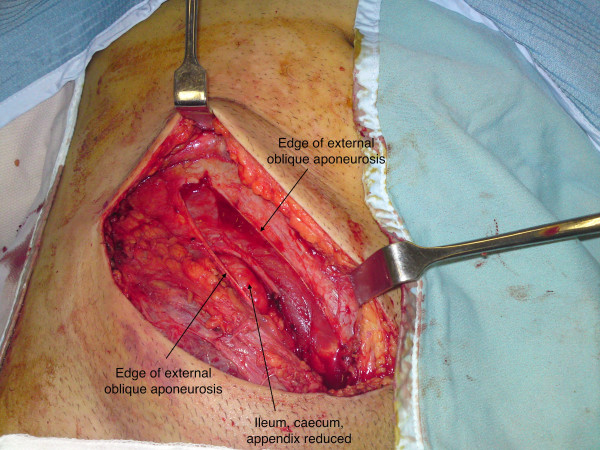 Edge of external
oblique aponeurosis
Edge of external
oblique aponeurosis
Ileum, caecum,
appendix reduced